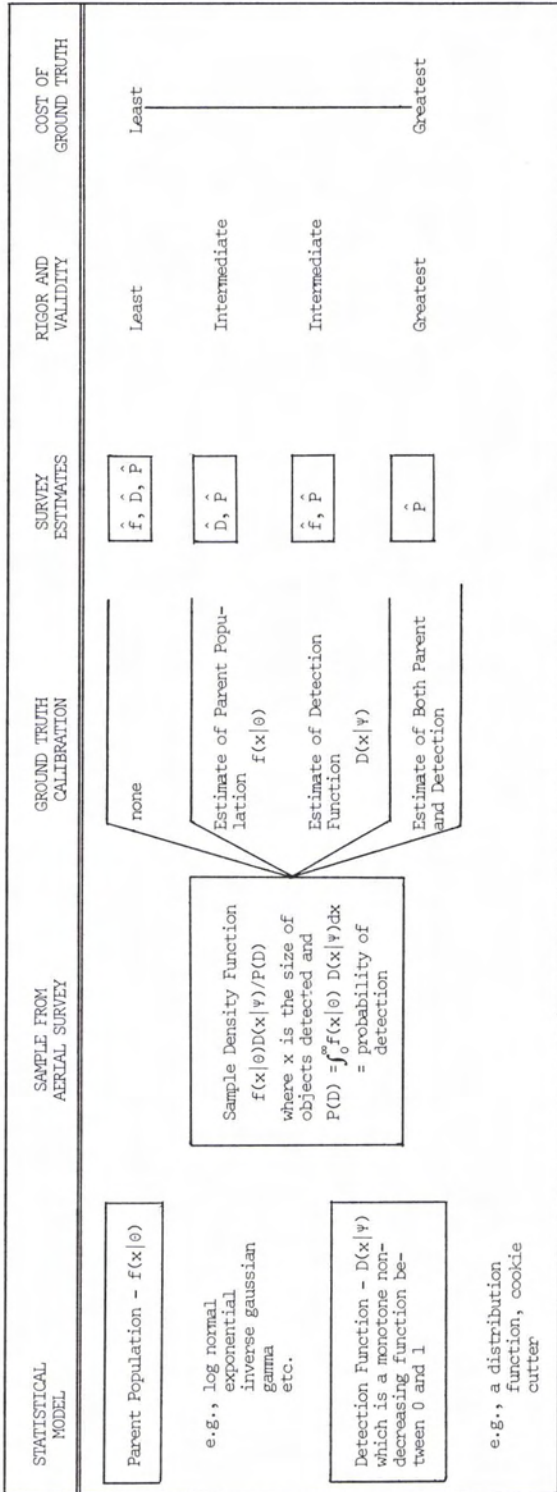 STATISTICAL
MODEL
SAMPLE FROM
AERIAL SURVEY
GROUND TRUTH
CALIBRATION
SURVEY
ESTIMATES
RIGOR AND
VALIDITY
COST OF
GROUND TRUTH
Parent Population - f(x|θ)
e.g., log normal
exponential
inverse gaussian
gamma
etc.
Detection Function - D(x|Ψ)
which is a monotone non-
decreasing function be-
tween 0 and 1
e.g., a distribution
function, cookie
cutter
Sample Density Function
f(x|θ)D(x|Ψ)/P(D)
where x is the size of
objects detected and
P(D) =∫₀^∞ f(x|θ) D(x|Ψ)dx
= probability of
detection
none
Estimate of Parent Popu-
lation f(x|θ)
Estimate of Detection
Function D(x|Ψ)
Estimate of Both Parent
and Detection
f̂, D̂, P̂
D̂, P̂
f̂, P̂
P̂
Least
Intermediate
Intermediate
Greatest
Least
Greatest